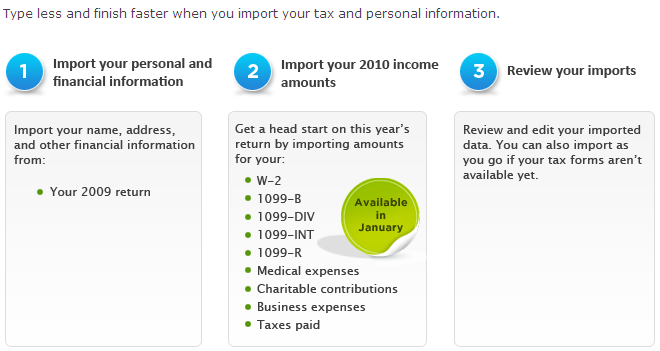 Type less and finish faster when you import your tax and personal information.
1
Import your personal and
financial information
Import your name, address,
and other financial information
from:
Your 2009 return
2
Import your 2010 income
amounts
Get a head start on this year's
return by importing amounts
for your:
W-2
1099-B
1099-DIV
1099-INT
1099-R
Medical expenses
Charitable contributions
Business expenses
Taxes paid
Available
in
January
3
Review your imports
Review and edit your imported
data. You can also import as
you go if your tax forms aren't
available yet.